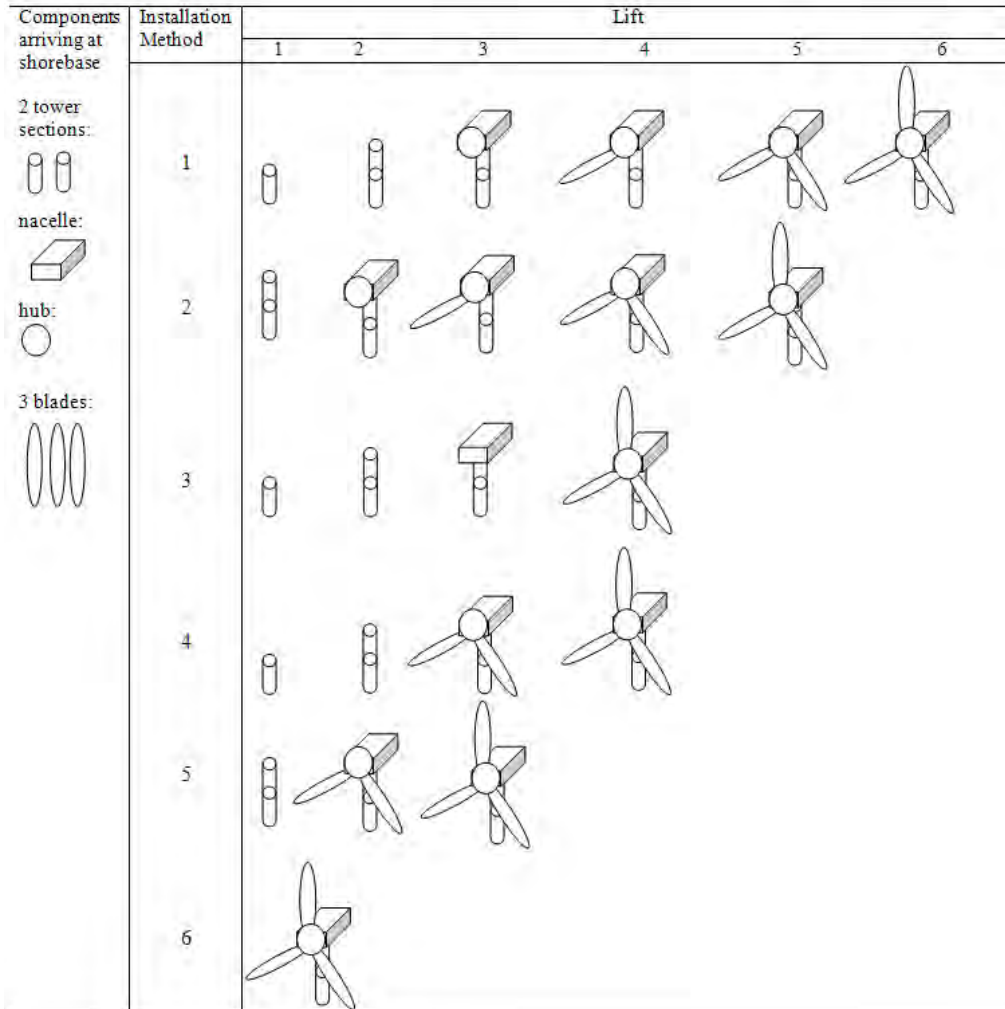 Components
arriving at
shorebase
Installation
Method
Lift
1 2 3 4 5 6
2 tower
sections:
1
nacelle:
2
hub:
3 blades:
3
4
5
6